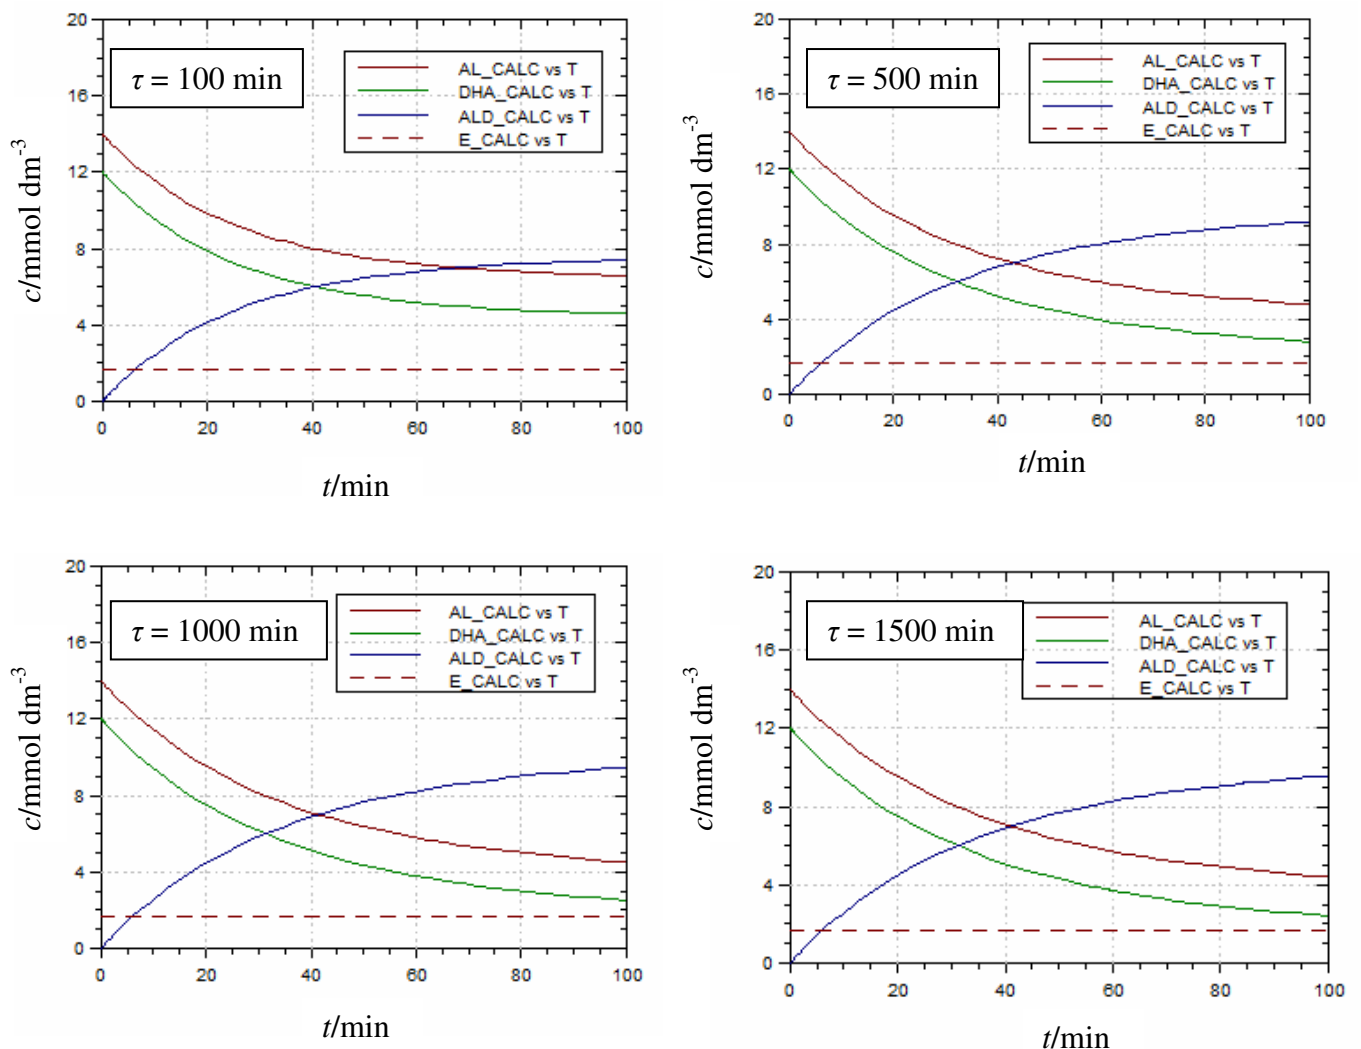 20
16
12
8
4
0
c/mmol dm⁻³
τ = 100 min
AL_CALC vs T
DHA_CALC vs T
ALD_CALC vs T
E_CALC vs T
0 20 40 60 80 100
t/min
20
16
12
8
4
0
c/mmol dm⁻³
τ = 500 min
AL_CALC vs T
DHA_CALC vs T
ALD_CALC vs T
E_CALC vs T
0 20 40 60 80 100
t/min
20
16
12
8
4
0
c/mmol dm⁻³
τ = 1000 min
AL_CALC vs T
DHA_CALC vs T
ALD_CALC vs T
E_CALC vs T
0 20 40 60 80 100
t/min
20
16
12
8
4
0
c/mmol dm⁻³
τ = 1500 min
AL_CALC vs T
DHA_CALC vs T
ALD_CALC vs T
E_CALC vs T
0 20 40 60 80 100
t/min